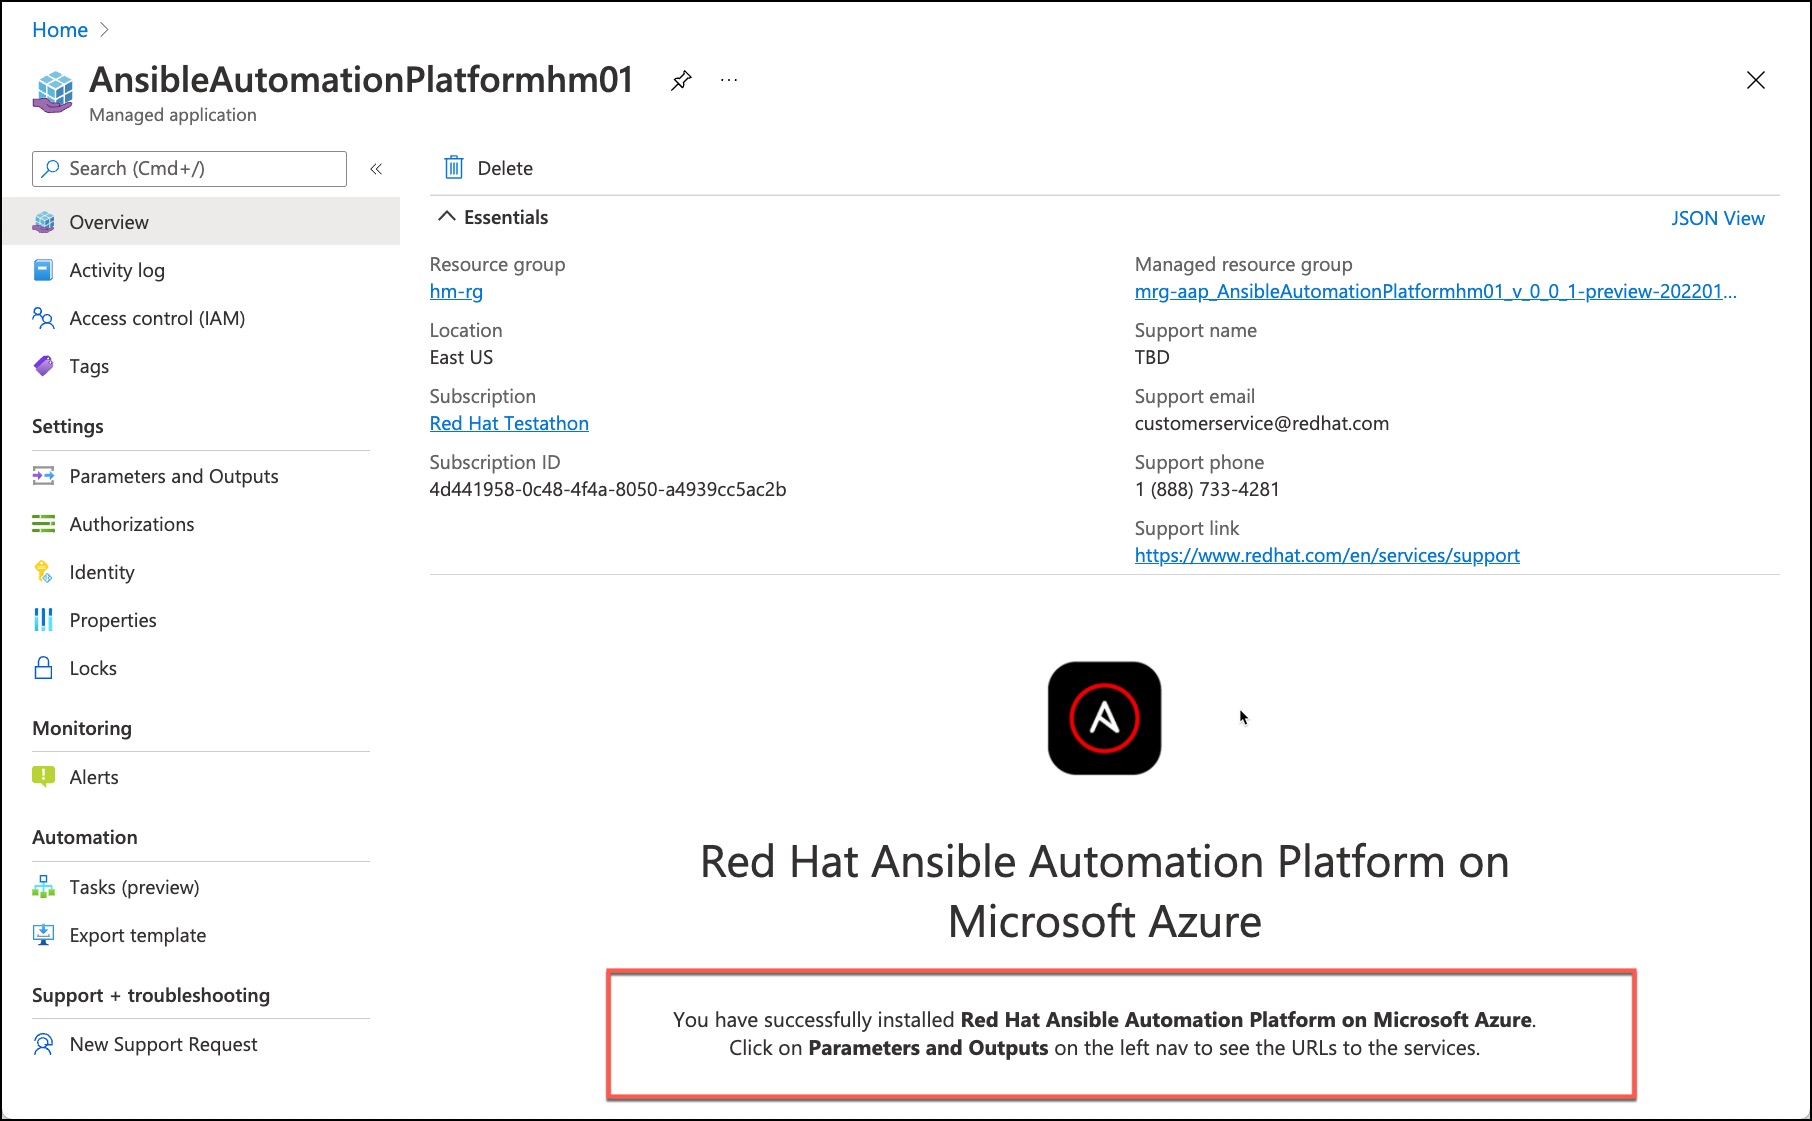 Home
AnsibleAutomationPlatformhm01
...
Managed application
Search (Cmd+/)
«
Overview
Activity log
Access control (IAM)
Tags
Settings
Parameters and Outputs
Authorizations
Identity
Properties
Locks
Monitoring
Alerts
Automation
Tasks (preview)
Export template
Support + troubleshooting
New Support Request
Delete
Essentials
JSON View
Resource group
hm-rg
Location
East US
Subscription
Red Hat Testathon
Subscription ID
4d441958-0c48-4f4a-8050-a4939cc5ac2b
Managed resource group
mrg-aap_AnsibleAutomationPlatformhm01_v_0_0_1-preview-202201...
Support name
TBD
Support email
customerservice@redhat.com
Support phone
1 (888) 733-4281
Support link
https://www.redhat.com/en/services/support
Red Hat Ansible Automation Platform on
Microsoft Azure
You have successfully installed Red Hat Ansible Automation Platform on Microsoft Azure.
Click on Parameters and Outputs on the left nav to see the URLs to the services.